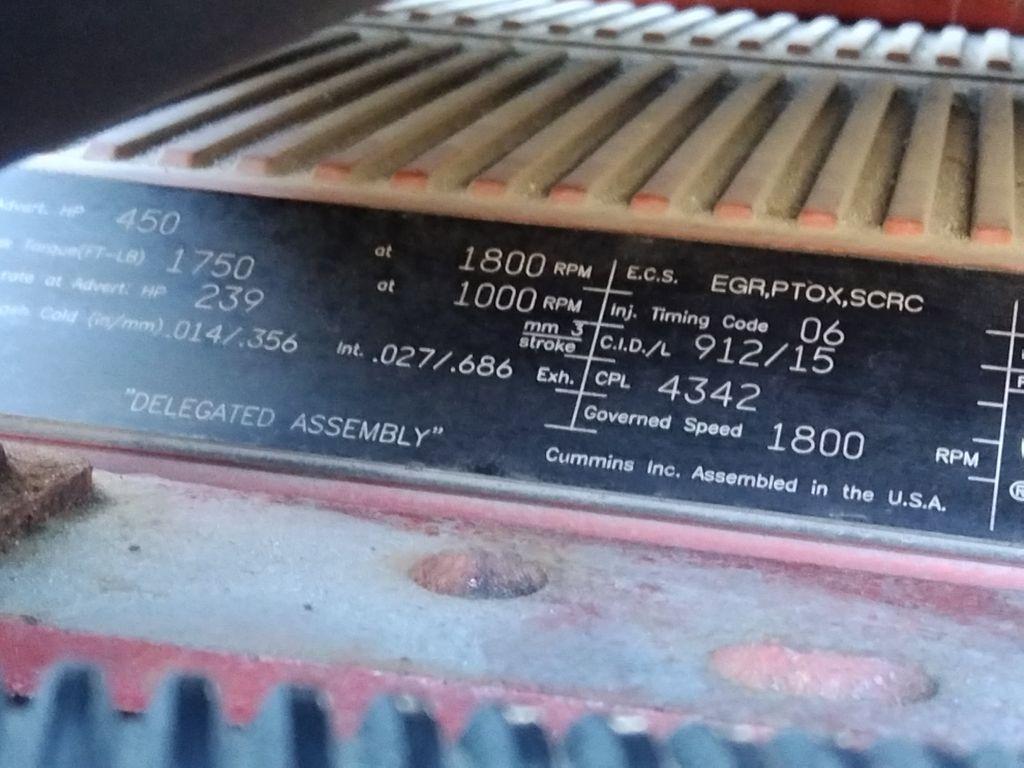 Advert. HP 450 at 1800 RPM
Torque(FT-LB) 1750 at 1000 RPM
rate at Advert. HP 239 mm 3 stroke
Cold (in/mm) .014/.356 Int. .027/.686 Exh.
"DELEGATED ASSEMBLY"
E.C.S. EGR,PTOX,SCRC
Inj. Timing Code 06
C.I.D./L 912/15
CPL 4342
Governed Speed 1800 RPM
Cummins Inc. Assembled in the U.S.A.
®